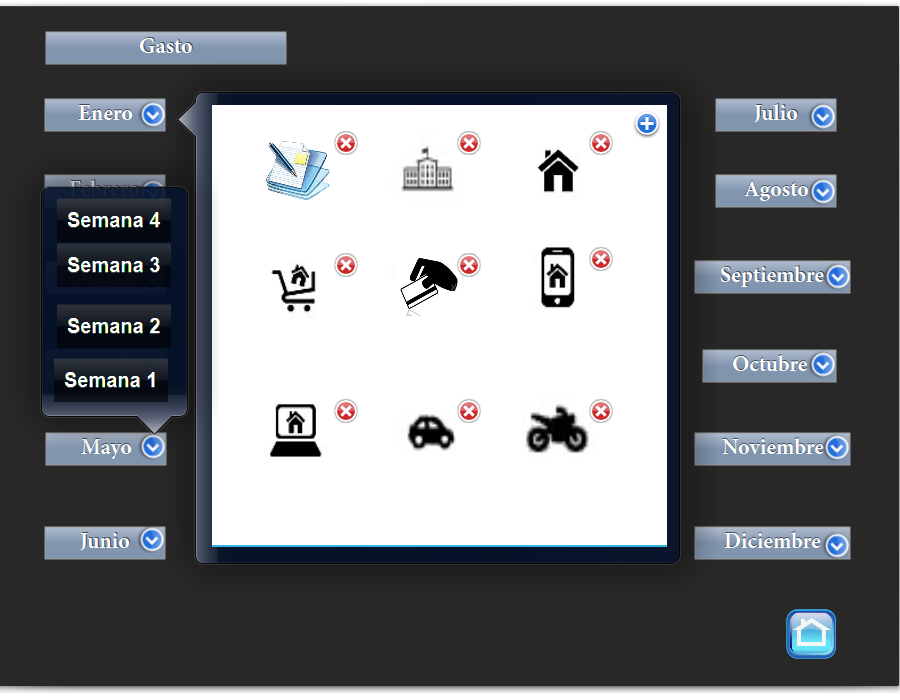 Gasto
Enero
Febrero
Semana 4
Semana 3
Semana 2
Semana 1
Mayo
Junio
Julio
Agosto
Septiembre
Octubre
Noviembre
Diciembre